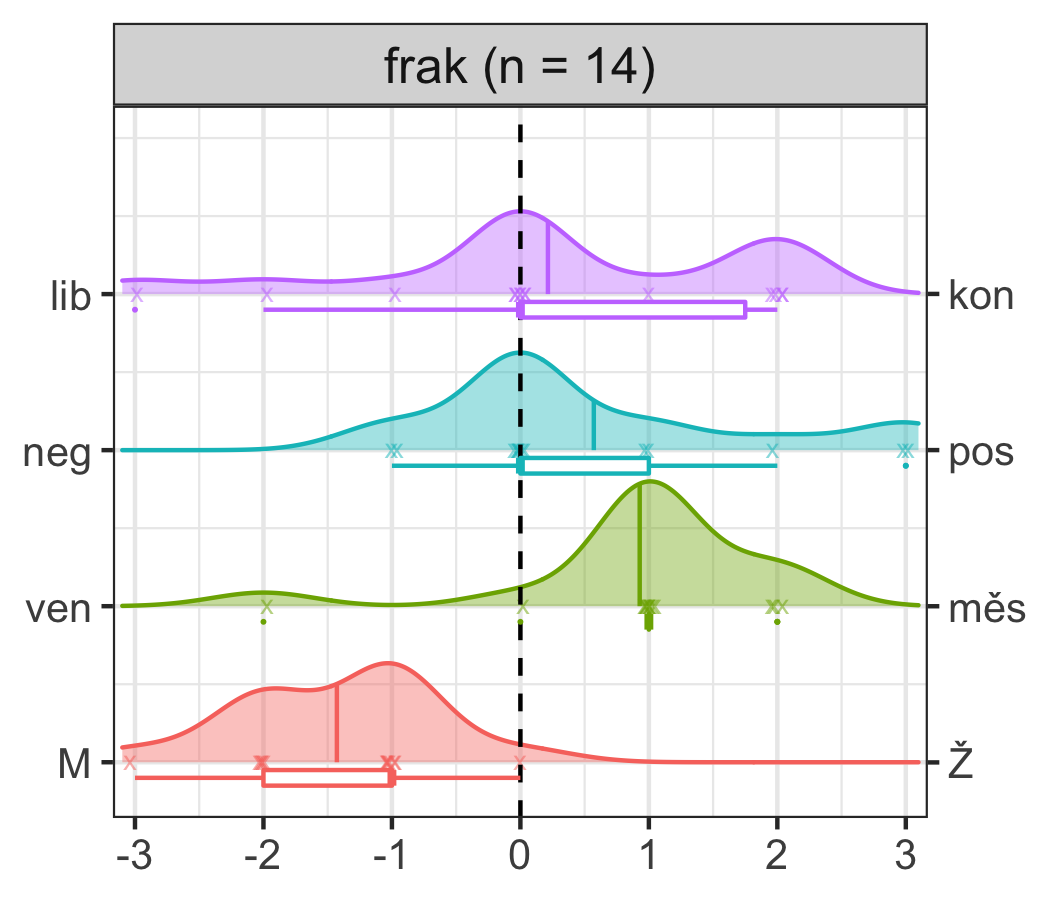 frak (n = 14)
lib kon
neg pos
ven měs
M Ž
-3 -2 -1 0 1 2 3